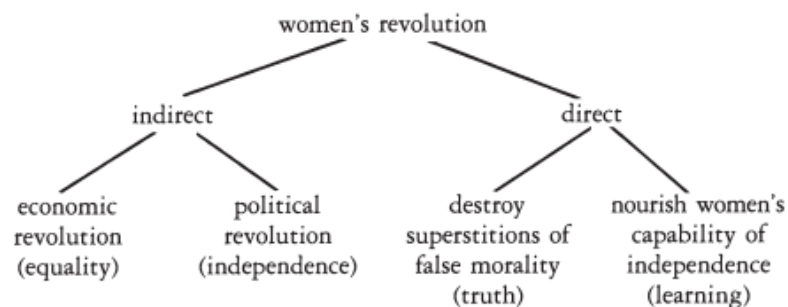 women's revolution
indirect
direct
economic
revolution
(equality)
political
revolution
(independence)
destroy
superstitions of
false morality
(truth)
nourish women's
capability of
independence
(learning)